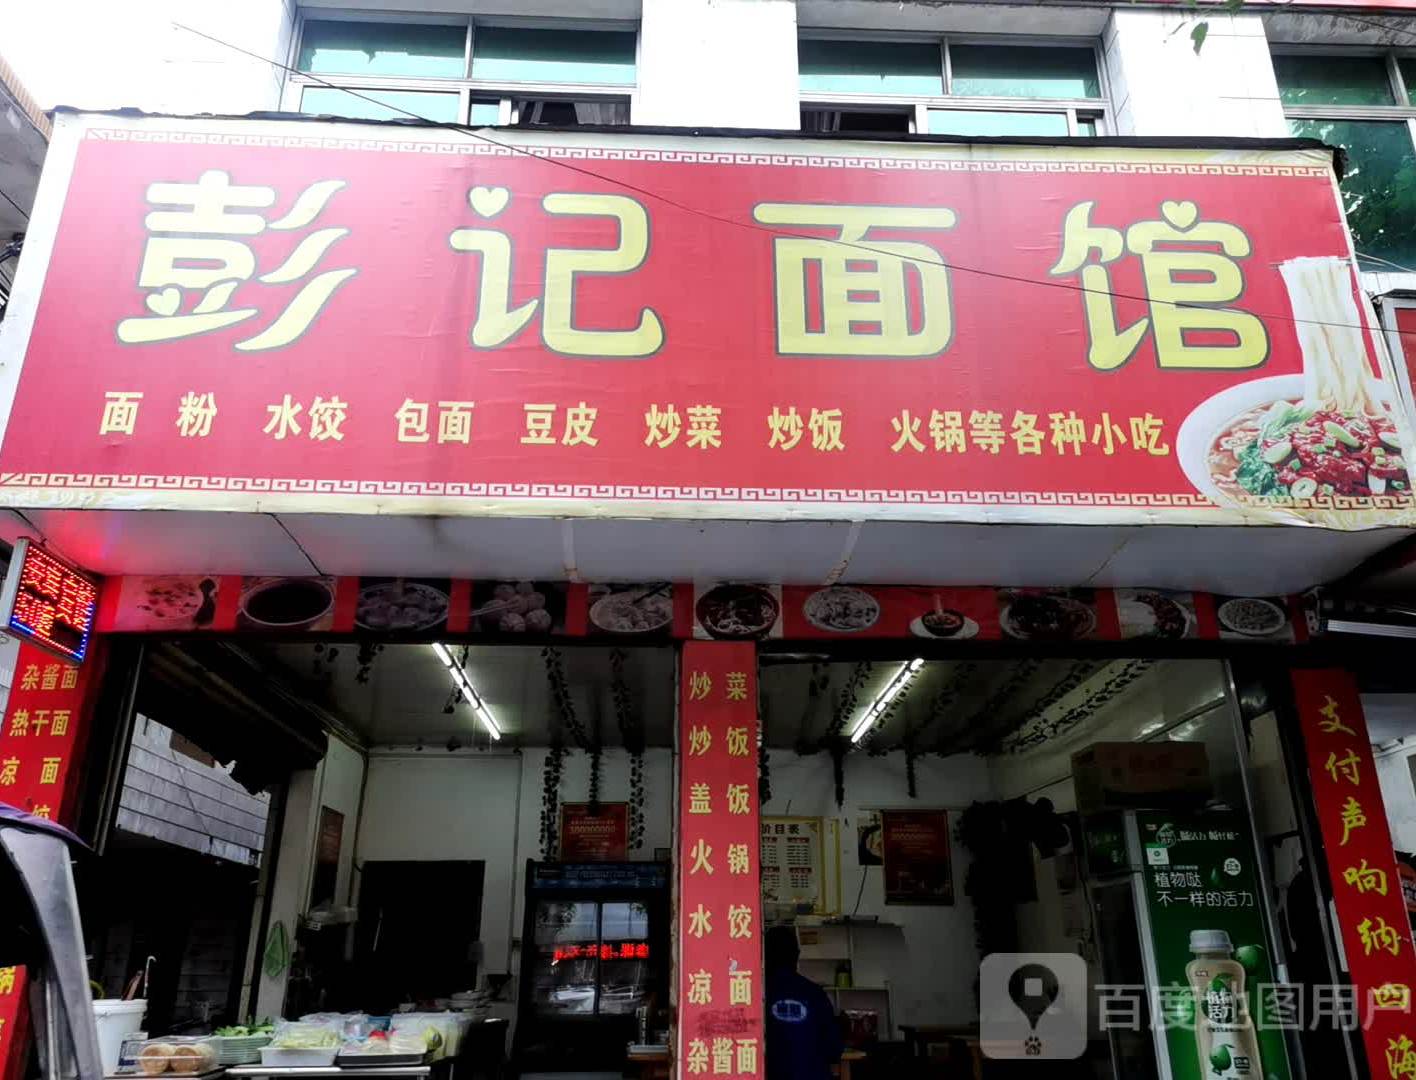 彭记面馆
面 粉 水饺 包面 豆皮 炒菜 炒饭 火锅等各种小吃
杂酱面
热干面
凉 面
炒菜
炒饭
盖饭
火锅
水饺
凉面
杂酱面
支付声响纳四海
价目表
植物哒
不一样的活力
百度地图用户